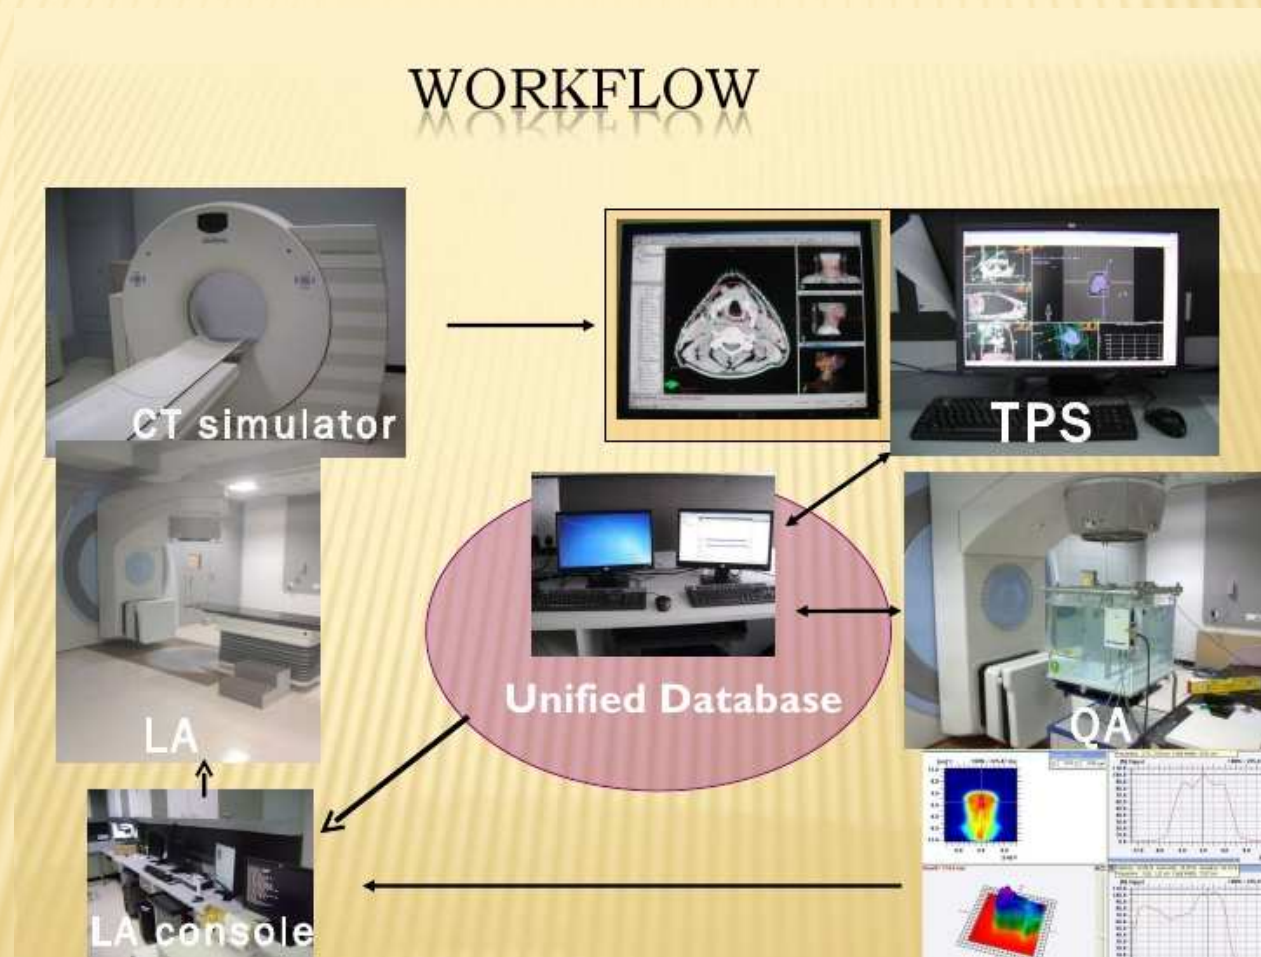 WORKFLOW
CT simulator
TPS
Unified Database
LA
QA
LA console